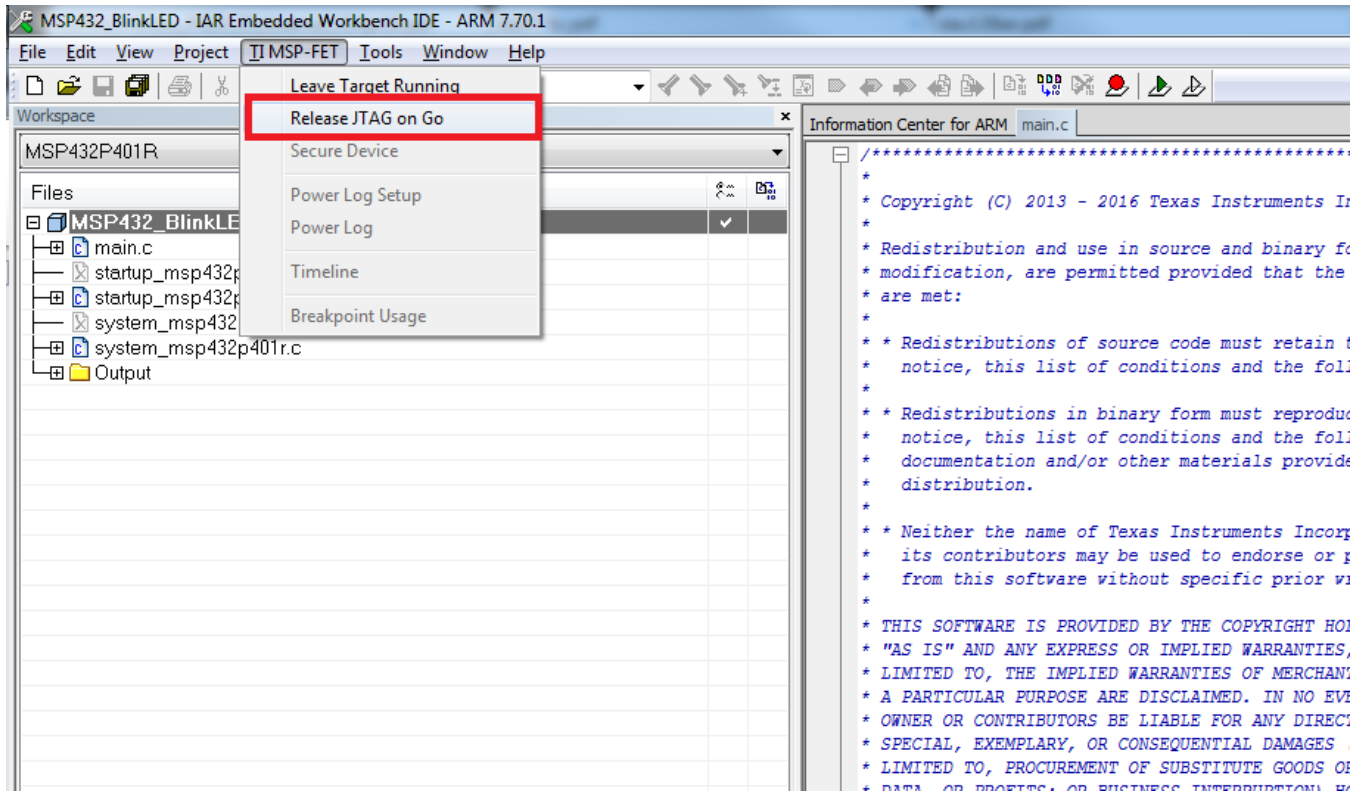 MSP432_BlinkLED - IAR Embedded Workbench IDE - ARM 7.70.1
File Edit View Project TI MSP-FET Tools Window Help
Leave Target Running
Release JTAG on Go
Secure Device
Power Log Setup
Power Log
Timeline
Breakpoint Usage
Workspace
MSP432P401R
Files
MSP432_BlinkLE
main.c
startup_msp432p
startup_msp432p
system_msp432
system_msp432p401r.c
Output
Information Center for ARM main.c
/************************************************
*
* Copyright (C) 2013 - 2016 Texas Instruments I
*
* Redistribution and use in source and binary fo
* modification, are permitted provided that the
* are met:
*
* * Redistributions of source code must retain t
* notice, this list of conditions and the foll
*
* * Redistributions in binary form must reproduc
* notice, this list of conditions and the foll
* documentation and/or other materials provide
* distribution.
*
* * Neither the name of Texas Instruments Incorp
* its contributors may be used to endorse or p
* from this software without specific prior wr
*
* THIS SOFTWARE IS PROVIDED BY THE COPYRIGHT HOL
* "AS IS" AND ANY EXPRESS OR IMPLIED WARRANTIES,
* LIMITED TO, THE IMPLIED WARRANTIES OF MERCHANT
* A PARTICULAR PURPOSE ARE DISCLAIMED. IN NO EVE
* OWNER OR CONTRIBUTORS BE LIABLE FOR ANY DIRECT
* SPECIAL, EXEMPLARY, OR CONSEQUENTIAL DAMAGES
* LIMITED TO, PROCUREMENT OF SUBSTITUTE GOODS OR
* DATA, OR PROFITS; OR BUSINESS INTERRUPTION) HO